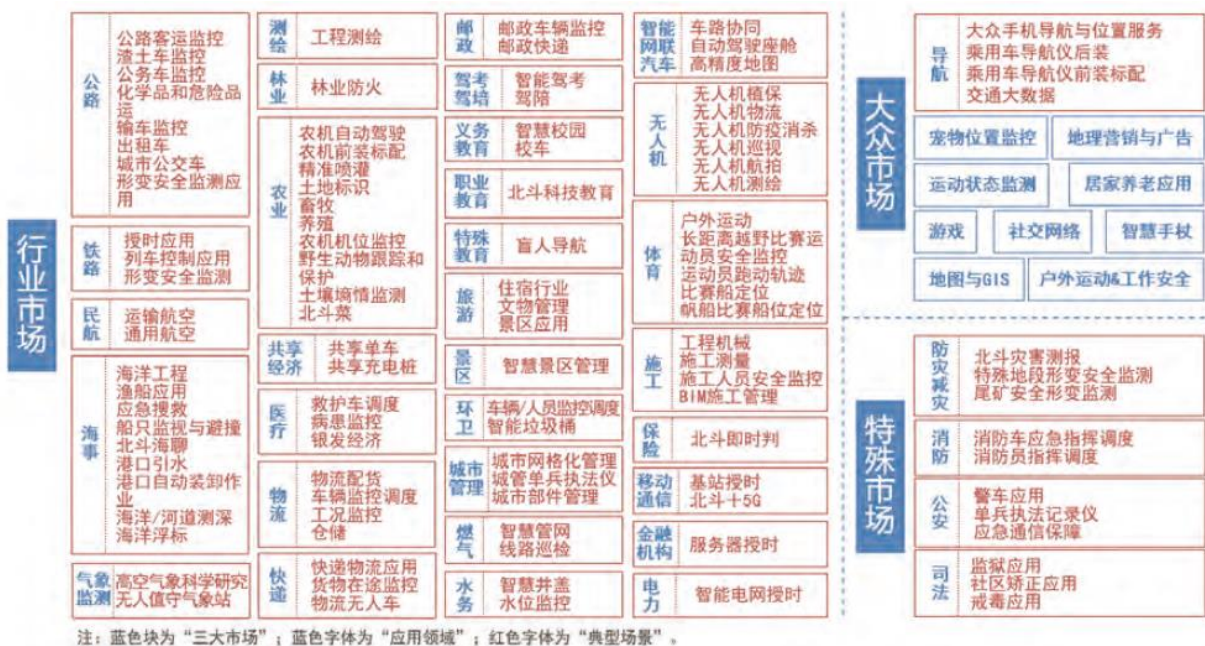 行业市场
公路
公路客运监控
渣土车监控
公务车监控
化学品和危险品
运
输车监控
出租车
城市公交车
形变安全监测应
用
铁路
授时应用
列车控制应用
形变安全监测
民航
运输航空
通用航空
海事
海洋工程
渔船应用
应急搜救
船只监视与避撞
北斗海聊
港口引水
港口自动装卸作
业
海洋/河道测深
海洋浮标
气象
监测
高空气象科学研究
无人值守气象站
测绘
工程测绘
林业
林业防火
农业
农机自动驾驶
农机前装标配
精准喷灌
土地标识
畜牧
养殖
农机机位监控
野生动物跟踪和
保护
土壤墒情监测
北斗菜
共享
经济
共享单车
共享充电桩
医疗
救护车调度
病患监控
银发经济
物流
物流配货
车辆监控调度
工况监控
仓储
快递
快递物流应用
货物在途监控
物流无人车
邮政
邮政车辆监控
邮政快递
驾考
驾培
智能驾考
驾陪
义务
教育
智慧校园
校车
职业
教育
北斗科技教育
特殊
教育
盲人导航
旅游
住宿行业
文物管理
景区应用
景区
智慧景区管理
环卫
车辆/人员监控调度
智能垃圾桶
城市
管理
城市网格化管理
城管单兵执法仪
城市部件管理
燃气
智慧管网
线路巡检
水务
智慧井盖
水位监控
智能
网联
汽车
车路协同
自动驾驶座舱
高精度地图
无人机
无人机植保
无人机物流
无人机防疫消杀
无人机巡视
无人机航拍
无人机测绘
体育
户外运动
长距离越野比赛运
动员安全监控
运动员跑动轨迹
比赛船定位
帆船比赛船位定位
施工
工程机械
施工测量
施工人员安全监控
BIM施工管理
保险
北斗即时判
移动
通信
基站授时
北斗+5G
金融
机构
服务器授时
电力
智能电网授时
大众市场
导航
大众手机导航与位置服务
乘用车导航仪后装
乘用车导航仪前装标配
交通大数据
宠物位置监控
地理营销与广告
运动状态监测
居家养老应用
游戏
社交网络
智慧手杖
地图与GIS
户外运动&工作安全
特殊市场
防灾减灾
北斗灾害测报
特殊地段形变安全监测
尾矿安全形变监测
消防
消防车应急指挥调度
消防员指挥调度
公安
警车应用
单兵执法记录仪
应急通信保障
司法
监狱应用
社区矫正应用
戒毒应用
注：蓝色块为“三大市场”；蓝色字体为“应用领域”；红色字体为“典型场景”。